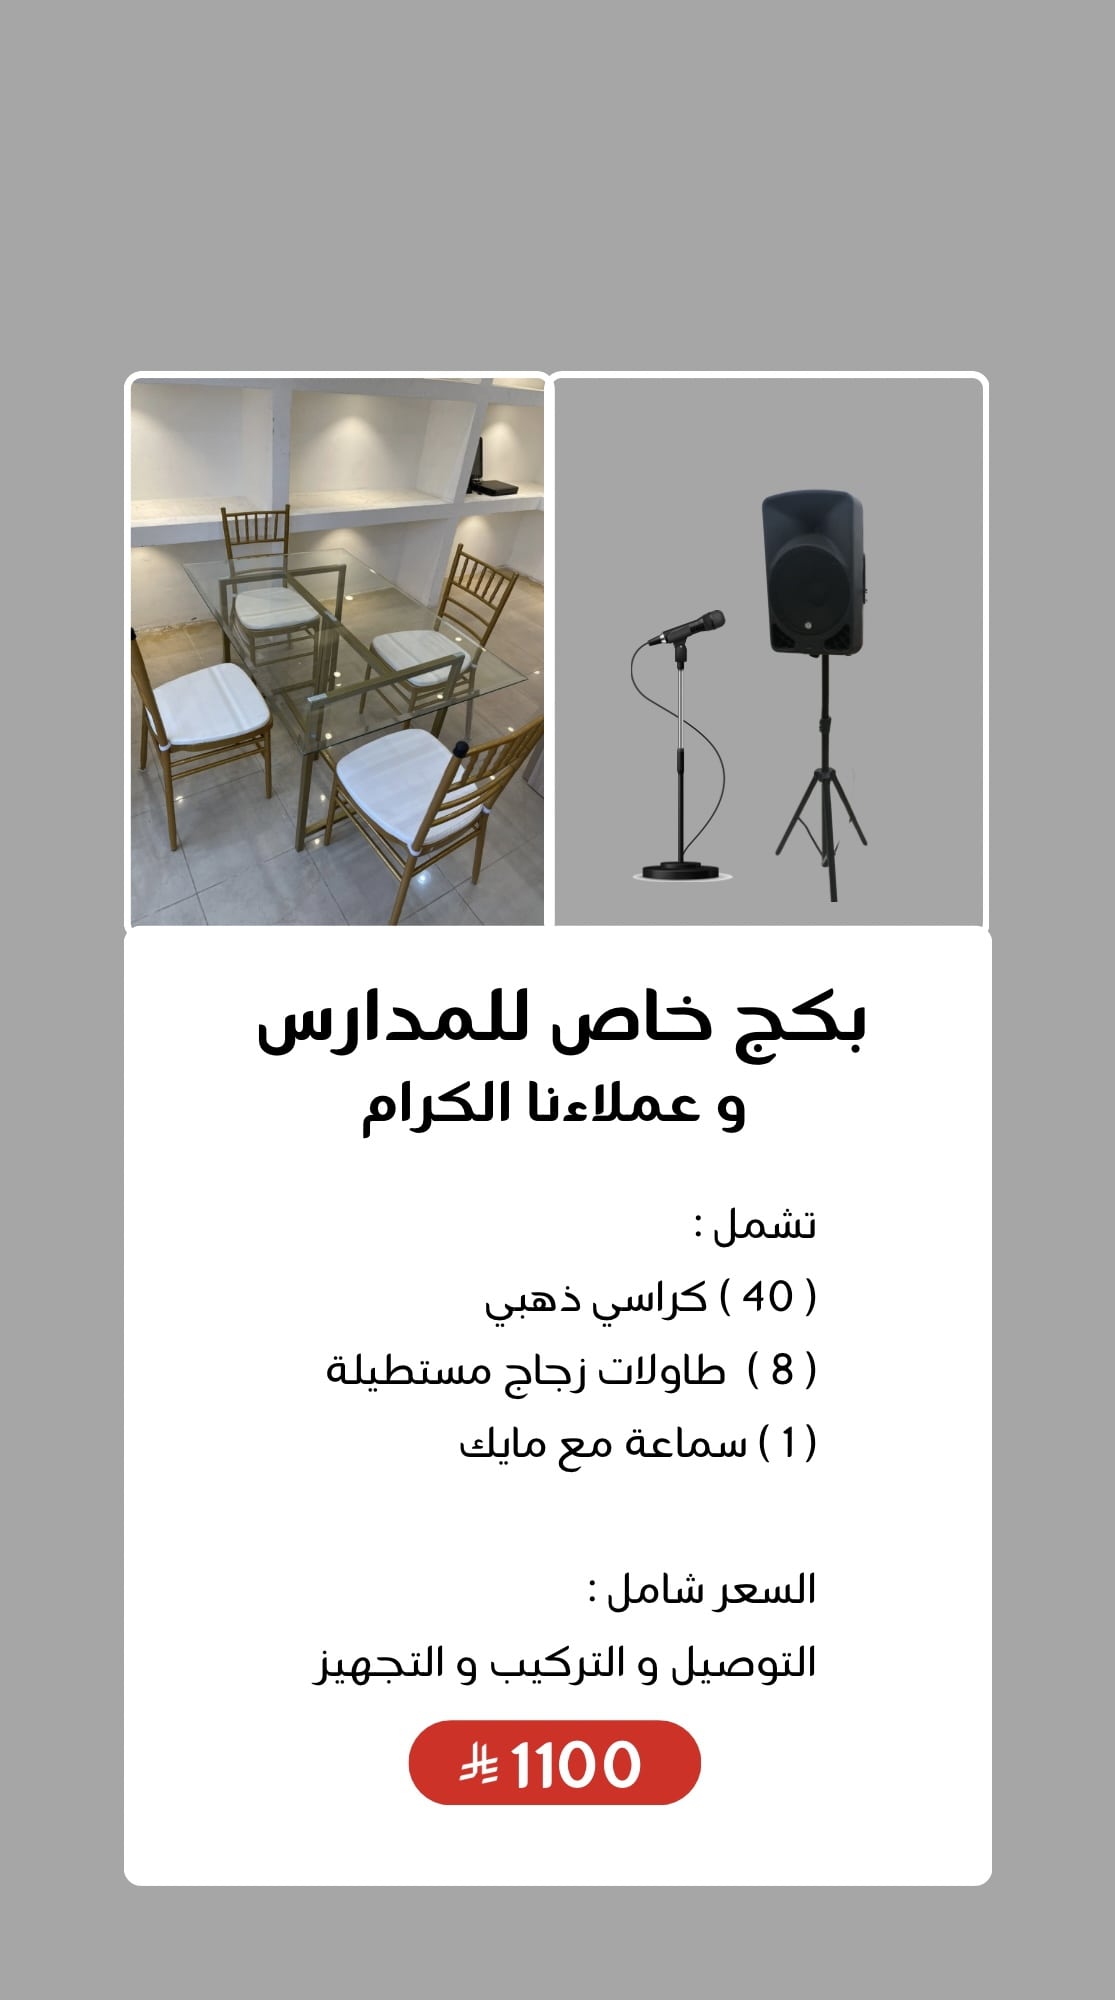 بكج خاص للمدارس
و عملاءنا الكرام
تشمل :
( 40 ) كراسي ذهبي
( 8 ) طاولات زجاج مستطيلة
( 1 ) سماعة مع مايك
السعر شامل :
التوصيل و التركيب و التجهيز
1100 ⃁